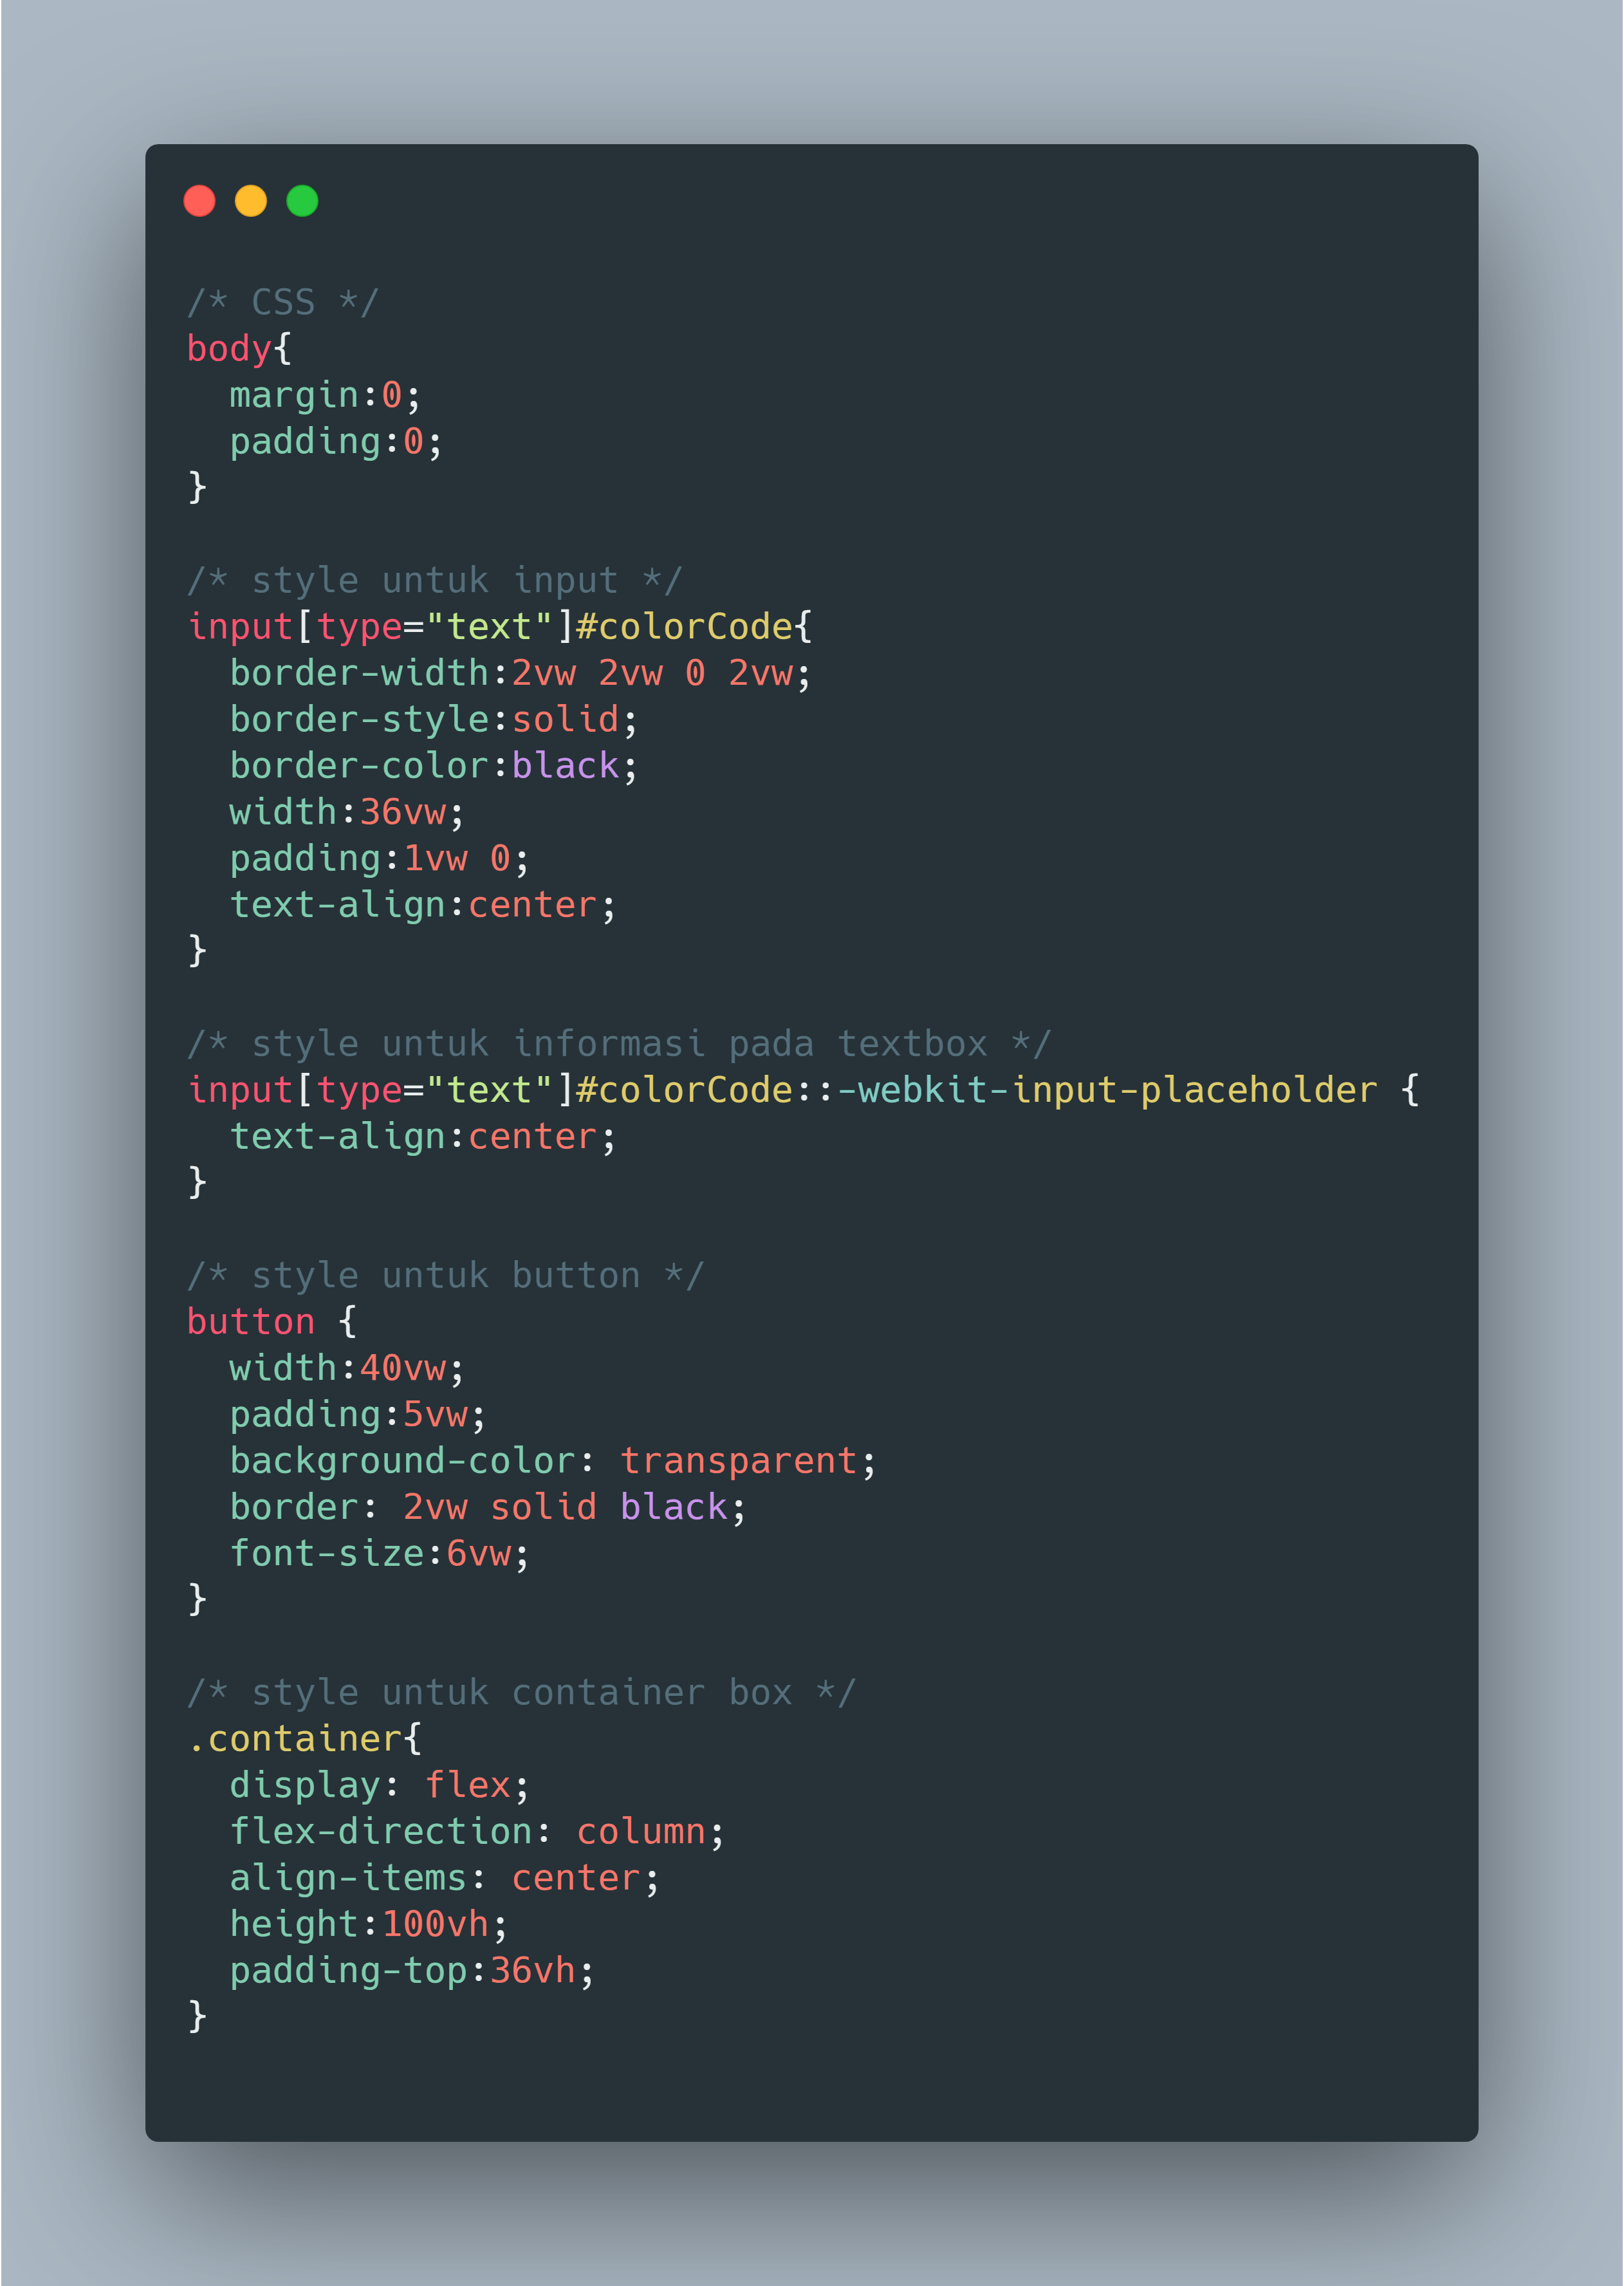 /* CSS */
body{
  margin:0;
  padding:0;
}

/* style untuk input */
input[type="text"]#colorCode{
  border-width:2vw 2vw 0 2vw;
  border-style:solid;
  border-color:black;
  width:36vw;
  padding:1vw 0;
  text-align:center;
}

/* style untuk informasi pada textbox */
input[type="text"]#colorCode::-webkit-input-placeholder {
  text-align:center;
}

/* style untuk button */
button {
  width:40vw;
  padding:5vw;
  background-color: transparent;
  border: 2vw solid black;
  font-size:6vw;
}

/* style untuk container box */
.container{
  display: flex;
  flex-direction: column;
  align-items: center;
  height:100vh;
  padding-top:36vh;
}